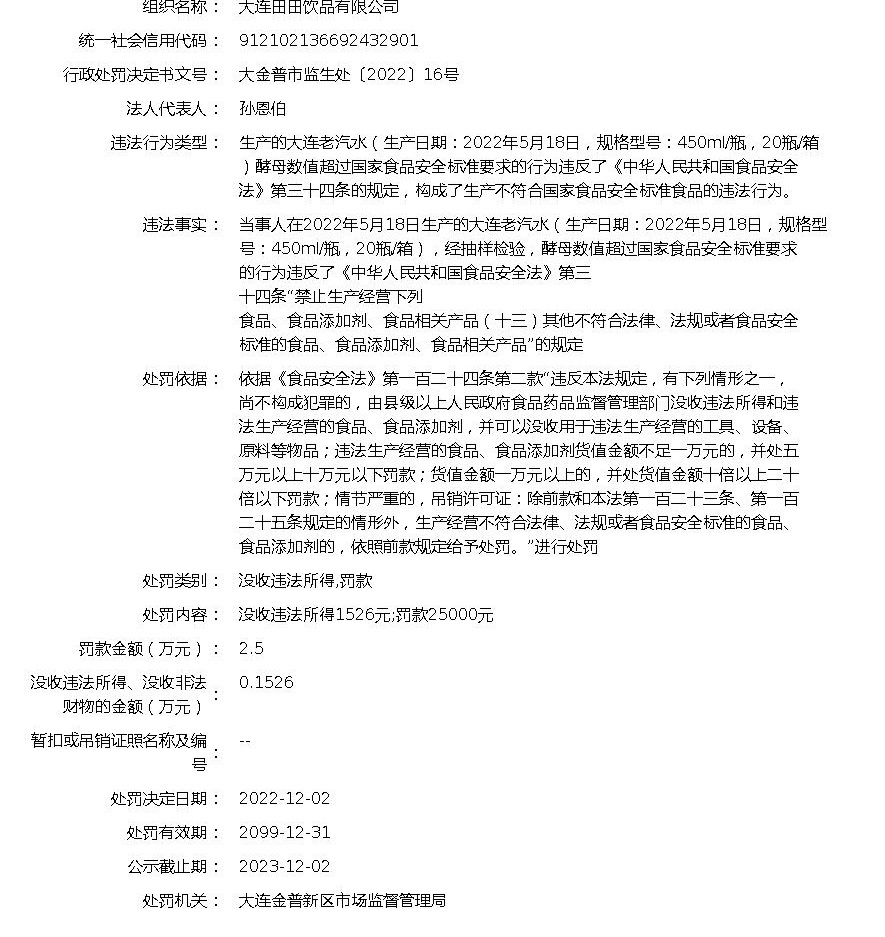 组织名称： 大连田田饮品有限公司
统一社会信用代码： 912102136692432901
行政处罚决定书文号： 大金普市监生处〔2022〕16号
法人代表人： 孙恩伯
违法行为类型： 生产的大连老汽水（生产日期：2022年5月18日，规格型号：450ml/瓶，20瓶/箱
）酵母数值超过国家食品安全标准要求的行为违反了《中华人民共和国食品安全
法》第三十四条的规定，构成了生产不符合国家食品安全标准食品的违法行为。
违法事实： 当事人在2022年5月18日生产的大连老汽水（生产日期：2022年5月18日，规格型
号：450ml/瓶，20瓶/箱），经抽样检验，酵母数值超过国家食品安全标准要求
的行为违反了《中华人民共和国食品安全法》第三
十四条“禁止生产经营下列
食品、食品添加剂、食品相关产品（十三）其他不符合法律、法规或者食品安全
标准的食品、食品添加剂、食品相关产品”的规定
处罚依据： 依据《食品安全法》第一百二十四条第二款“违反本法规定，有下列情形之一，
尚不构成犯罪的，由县级以上人民政府食品药品监督管理部门没收违法所得和违
法生产经营的食品、食品添加剂，并可以没收用于违法生产经营的工具、设备、
原料等物品；违法生产经营的食品、食品添加剂货值金额不足一万元的，并处五
万元以上十万元以下罚款；货值金额一万元以上的，并处货值金额十倍以上二十
倍以下罚款；情节严重的，吊销许可证：除前款和本法第一百二十三条、第一百
二十五条规定的情形外，生产经营不符合法律、法规或者食品安全标准的食品、
食品添加剂的，依照前款规定给予处罚。”进行处罚
处罚类别： 没收违法所得,罚款
处罚内容： 没收违法所得1526元;罚款25000元
罚款金额（万元）： 2.5
没收违法所得、没收非法
财物的金额（万元）： 0.1526
暂扣或吊销证照名称及编
号： --
处罚决定日期： 2022-12-02
处罚有效期： 2099-12-31
公示截止期： 2023-12-02
处罚机关： 大连金普新区市场监督管理局